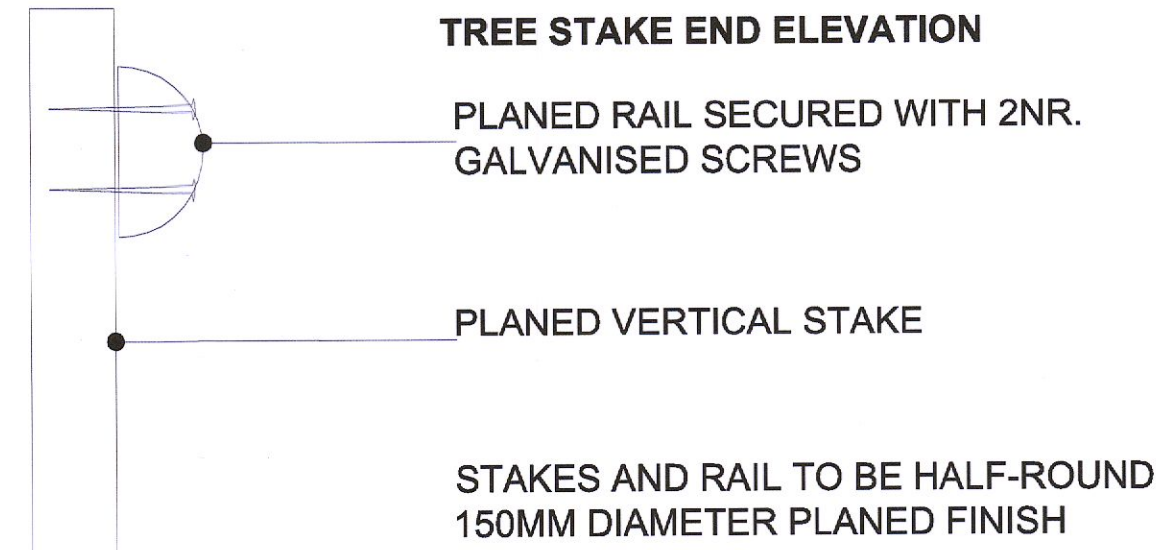 TREE STAKE END ELEVATION
PLANED RAIL SECURED WITH 2NR.
GALVANISED SCREWS
PLANED VERTICAL STAKE
STAKES AND RAIL TO BE HALF-ROUND
150MM DIAMETER PLANED FINISH